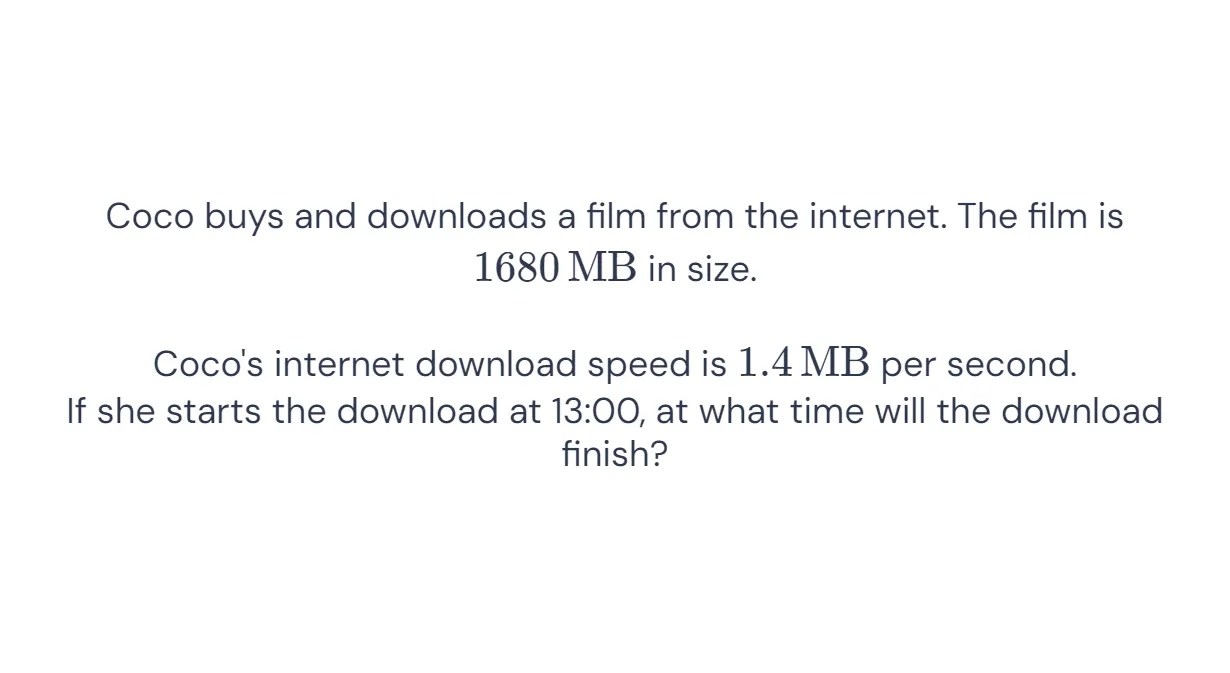 Coco buys and downloads a film from the internet. The film is
1680 MB in size.
Coco's internet download speed is 1.4 MB per second.
If she starts the download at 13:00, at what time will the download
finish?